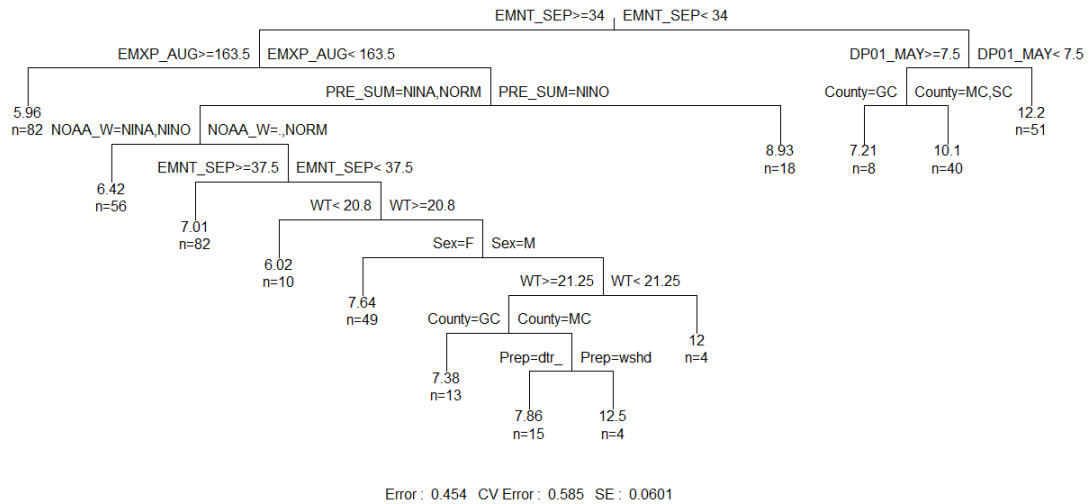 EMNT_SEP>=34 EMNT_SEP< 34
EMXP_AUG>=163.5 EMXP_AUG< 163.5
DP01_MAY>=7.5 DP01_MAY< 7.5
PRE_SUM=NINA,NORM PRE_SUM=NINO
County=GC County=MC,SC
5.96
n=82
12.2
n=51
NOAA_W=NINA,NINO NOAA_W=.,NORM
8.93
n=18
7.21
n=8
10.1
n=40
EMNT_SEP>=37.5 EMNT_SEP< 37.5
6.42
n=56
WT< 20.8 WT>=20.8
7.01
n=82
Sex=F Sex=M
6.02
n=10
WT>=21.25 WT< 21.25
7.64
n=49
County=GC County=MC
12
n=4
Prep=dtr_ Prep=wshd
7.38
n=13
7.86
n=15
12.5
n=4
Error : 0.454 CV Error : 0.585 SE : 0.0601